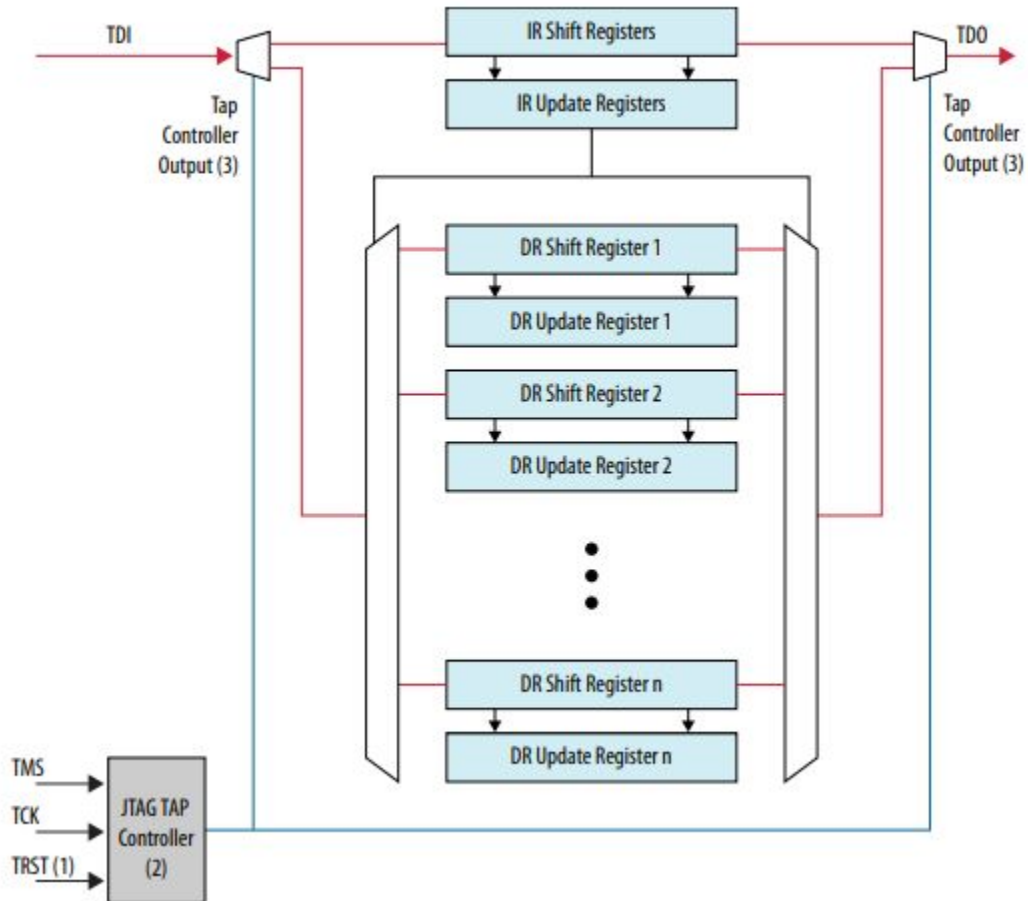 TDI
IR Shift Registers
TDO
IR Update Registers
Tap
Controller
Output (3)
Tap
Controller
Output (3)
DR Shift Register 1
DR Update Register 1
DR Shift Register 2
DR Update Register 2
DR Shift Register n
DR Update Register n
TMS
TCK
TRST (1)
JTAG TAP
Controller
(2)